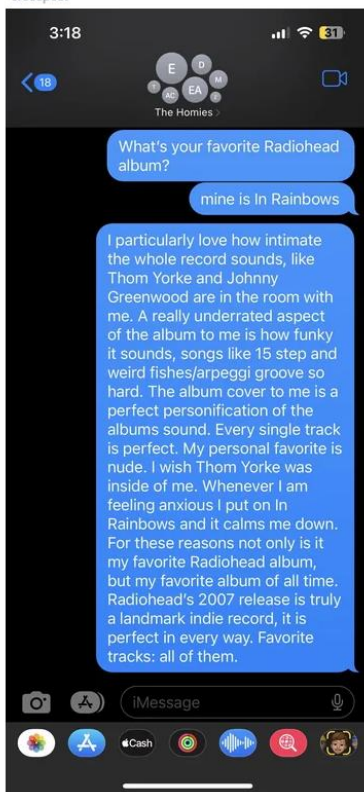 3:18
31
18
E
D
T
AC
EA
M
The Homies >
What's your favorite Radiohead
album?
mine is In Rainbows
I particularly love how intimate
the whole record sounds, like
Thom Yorke and Johnny
Greenwood are in the room with
me. A really underrated aspect
of the album to me is how funky
it sounds, songs like 15 step and
weird fishes/arpeggi groove so
hard. The album cover to me is a
perfect personification of the
albums sound. Every single track
is perfect. My personal favorite is
nude. I wish Thom Yorke was
inside of me. Whenever I am
feeling anxious I put on In
Rainbows and it calms me down.
For these reasons not only is it
my favorite Radiohead album,
but my favorite album of all time.
Radiohead's 2007 release is truly
a landmark indie record, it is
perfect in every way. Favorite
tracks: all of them.
iMessage
Cash